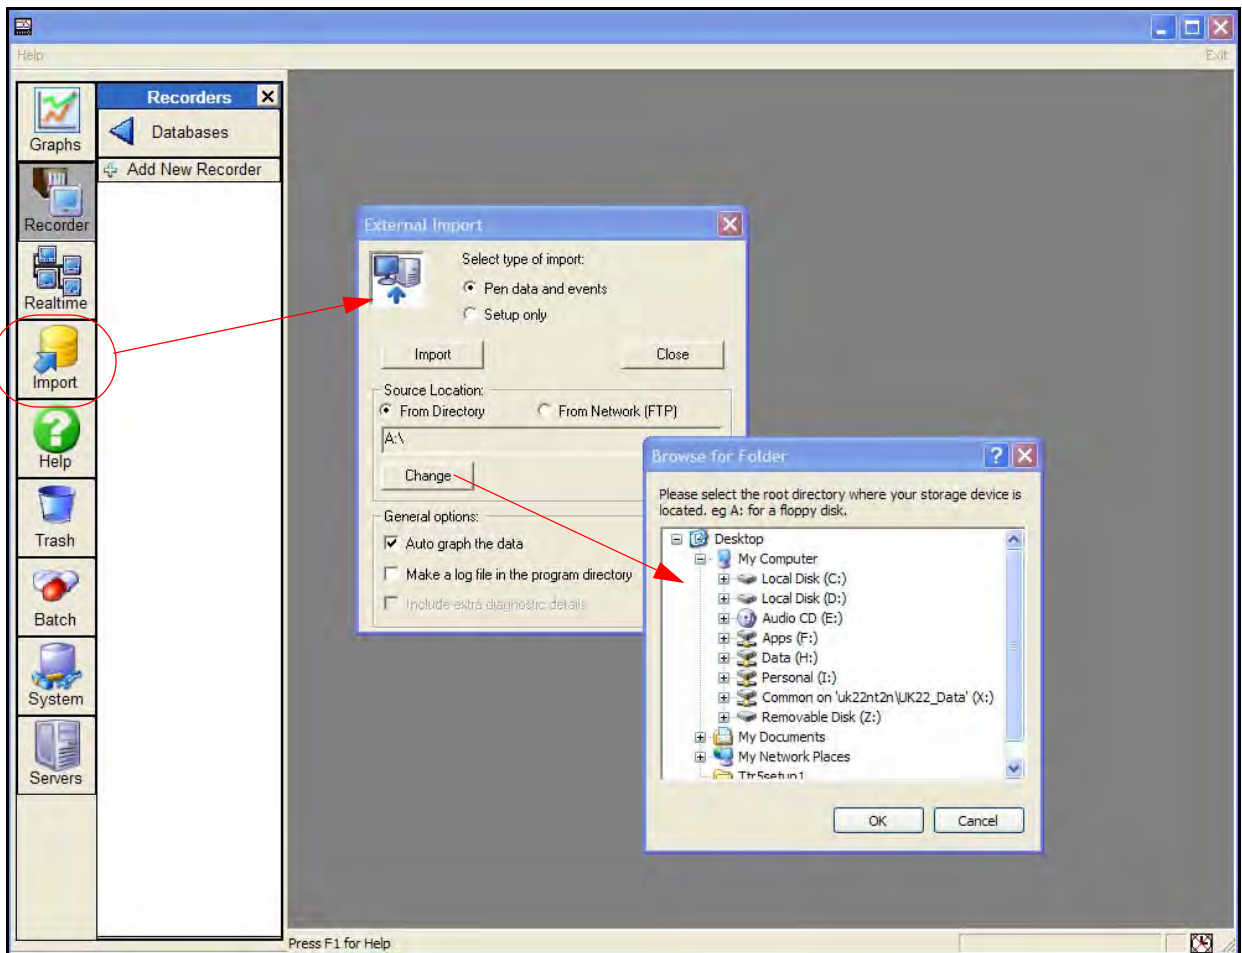 Help
Exit
Graphs
Recorder
Realtime
Import
Help
Trash
Batch
System
Servers
Recorders
Databases
Add New Recorder
External Import
Select type of import:
Pen data and events
Setup only
Import
Close
Source Location:
From Directory
From Network (FTP)
A:\
Change
General options:
Auto graph the data
Make a log file in the program directory
Include extra diagnostic details
Browse for Folder
Please select the root directory where your storage device is
located. eg A: for a floppy disk.
Desktop
My Computer
Local Disk (C:)
Local Disk (D:)
Audio CD (E:)
Apps (F:)
Data (H:)
Personal (I:)
Common on 'uk22nt2n\UK22_Data' (X:)
Removable Disk (Z:)
My Documents
My Network Places
Ttr5setup1
OK
Cancel
Press F1 for Help